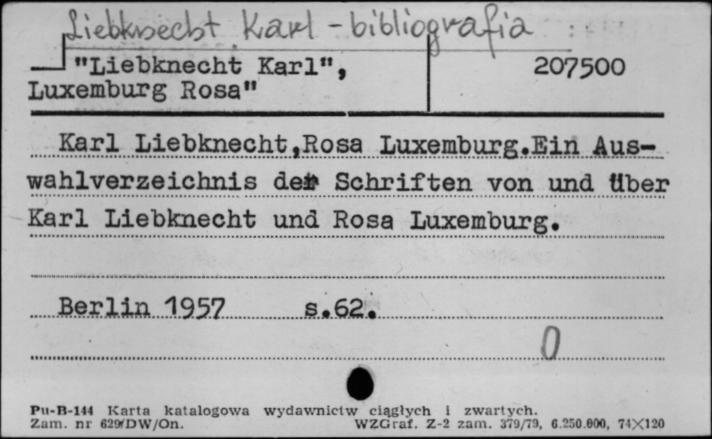 Liebknecht Karl - bibliografia
"Liebknecht Karl", 207500
Luxemburg Rosa"
Karl Liebknecht,Rosa Luxemburg.Ein Aus-
wahlverzeichnis der Schriften von und über
Karl Liebknecht und Rosa Luxemburg.
Berlin 1957 s.62.
0
Pu-B-144 Karta katalogowa wydawnictw ciągłych i zwartych.
Zam. nr 629/DW/On. WZGraf. Z-2 zam. 379/79, 6.250.000, 74×120